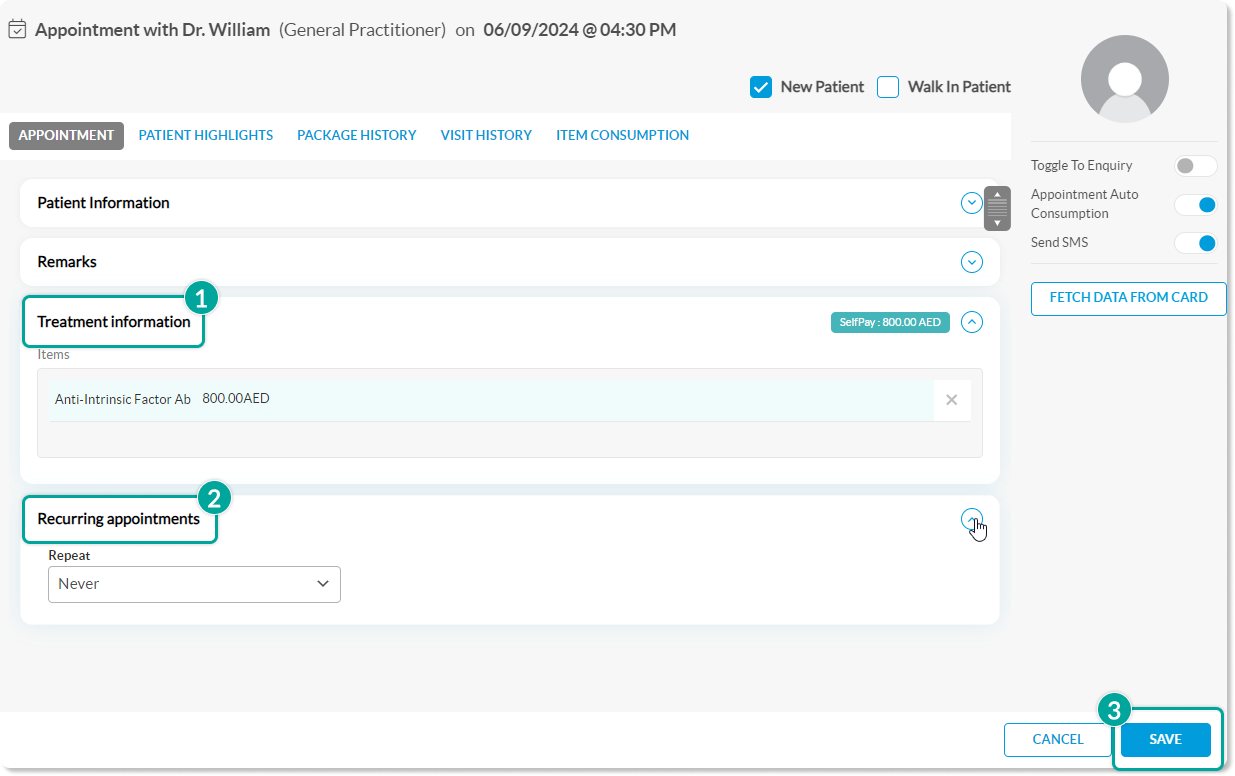 Appointment with Dr. William (General Practitioner) on 06/09/2024 @ 04:30 PM
New Patient Walk In Patient
APPOINTMENT PATIENT HIGHLIGHTS PACKAGE HISTORY VISIT HISTORY ITEM CONSUMPTION
Toggle To Enquiry
Appointment Auto
Consumption
Send SMS
FETCH DATA FROM CARD
Patient Information
Remarks
1
Treatment information SelfPay : 800.00 AED
Items
Anti-Intrinsic Factor Ab 800.00AED
2
Recurring appointments
Repeat
Never
3
CANCEL SAVE